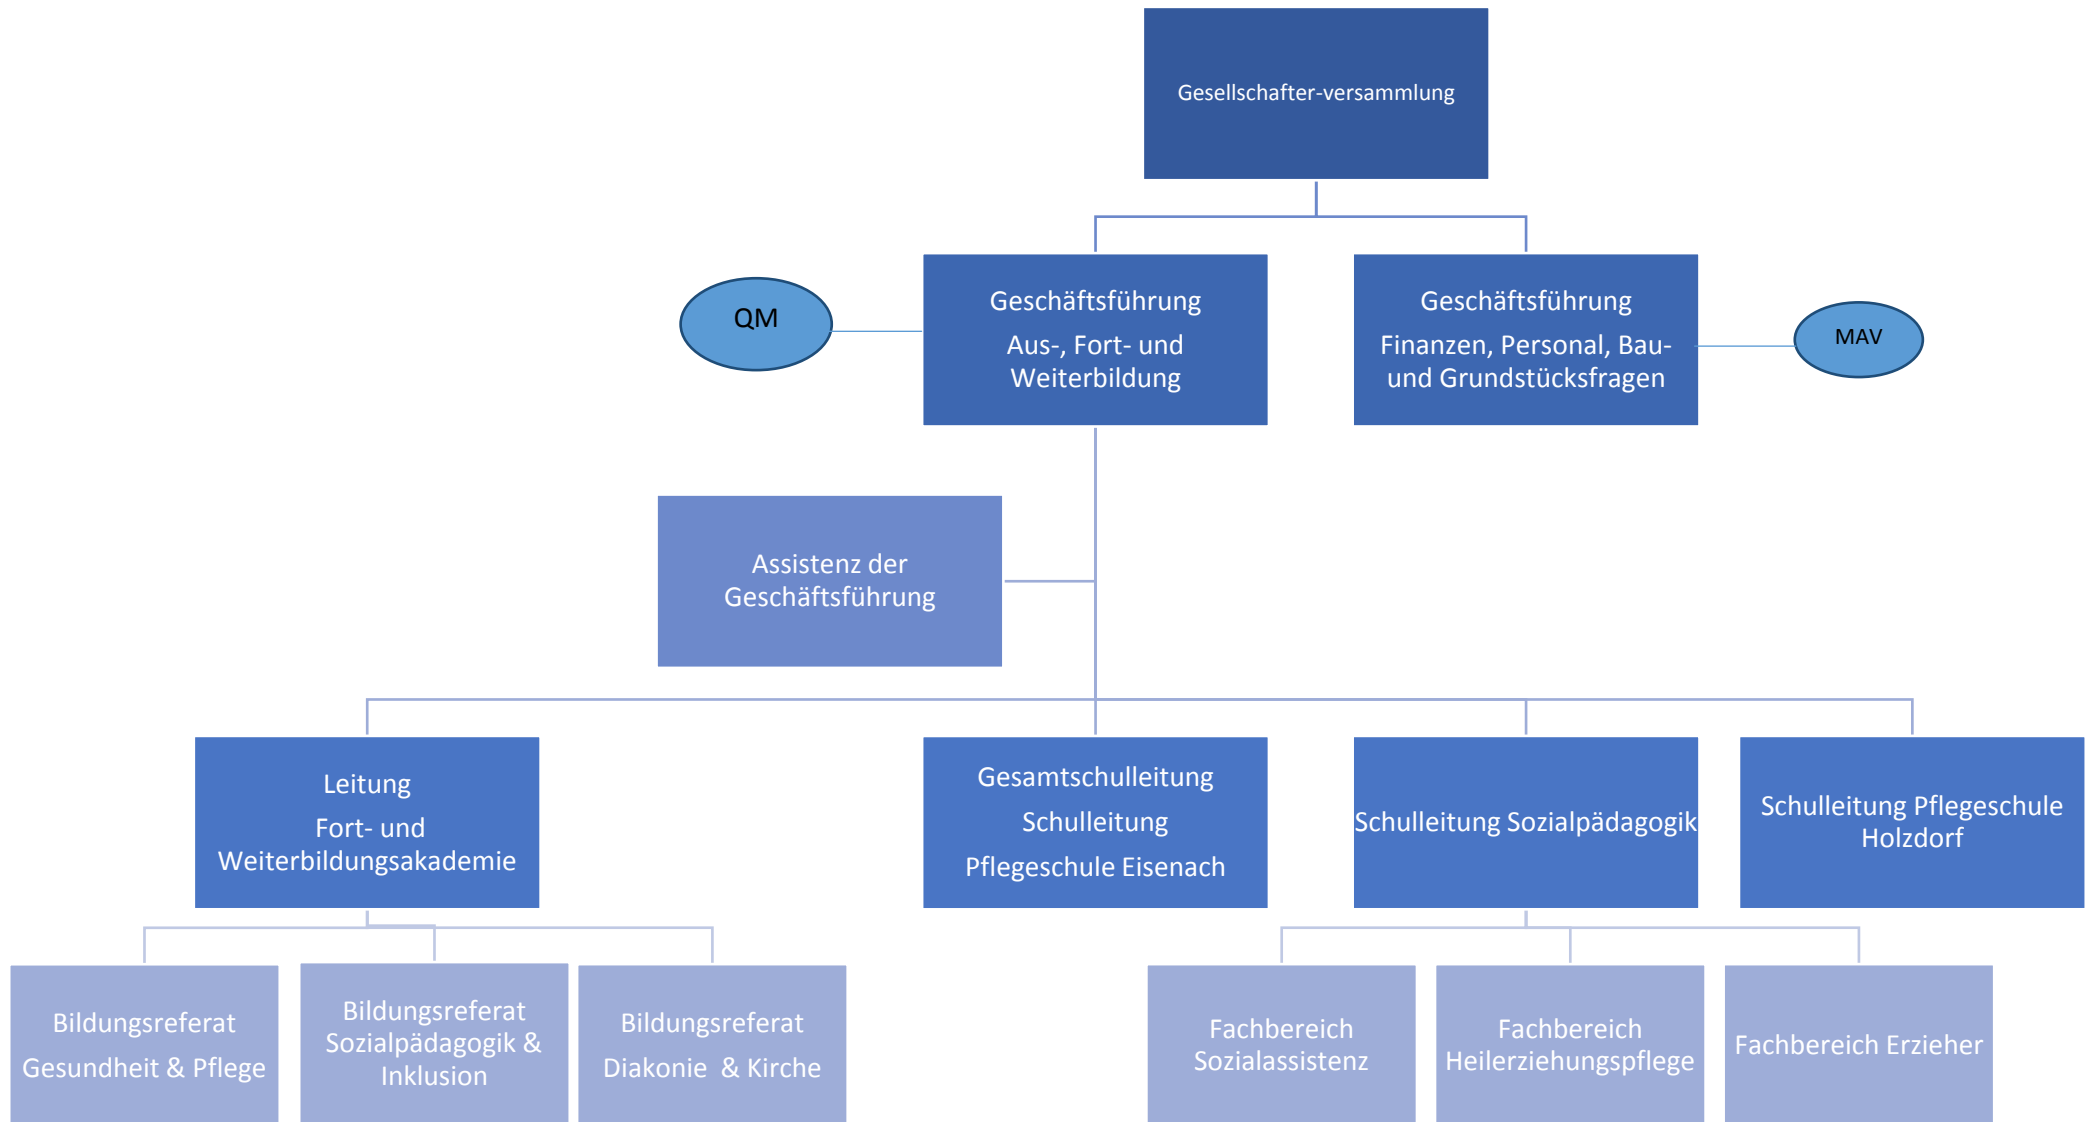 Gesellschafter-versammlung
QM
Geschäftsführung
Aus-, Fort- und
Weiterbildung
Geschäftsführung
Finanzen, Personal, Bau-
und Grundstücksfragen
MAV
Assistenz der
Geschäftsführung
Leitung
Fort- und
Weiterbildungsakademie
Gesamtschulleitung
Schulleitung
Pflegeschule Eisenach
Schulleitung Sozialpädagogik
Schulleitung Pflegeschule
Holzdorf
Bildungsreferat
Gesundheit & Pflege
Bildungsreferat
Sozialpädagogik &
Inklusion
Bildungsreferat
Diakonie  & Kirche
Fachbereich
Sozialassistenz
Fachbereich
Heilerziehungspflege
Fachbereich Erzieher